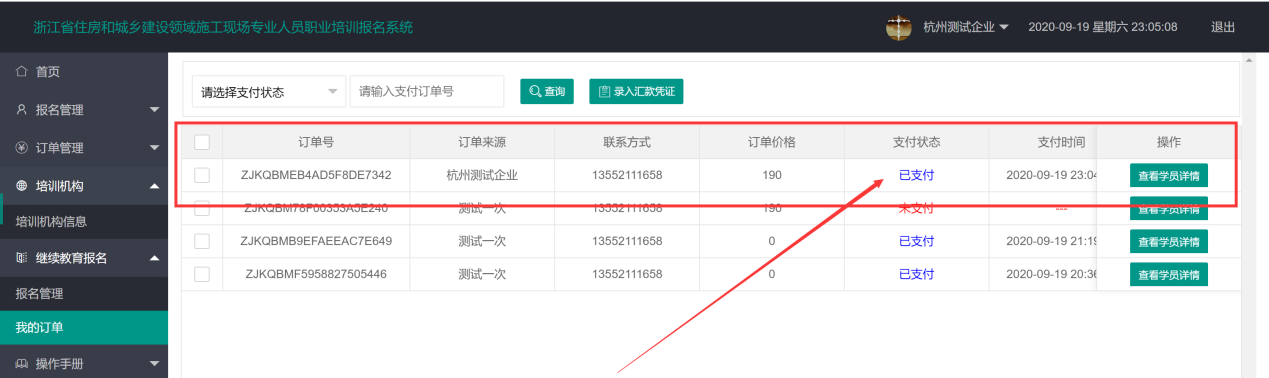 浙江省住房和城乡建设领域施工现场专业人员职业培训报名系统
杭州测试企业 2020-09-19 星期六 23:05:08 退出
首页
报名管理
订单管理
培训机构
培训机构信息
继续教育报名
报名管理
我的订单
操作手册
请选择支付状态 请输入支付订单号 查询 录入汇款凭证
订单号 订单来源 联系方式 订单价格 支付状态 支付时间 操作
ZJKQBMEB4AD5F8DE7342 杭州测试企业 13552111658 190 已支付 2020-09-19 23:04 查看学员详情
ZJKQBM78F00353A5E240 测试一次 13552111658 190 未支付 --- 查看学员详情
ZJKQBMB9EFAEEAC7E649 测试一次 13552111658 0 已支付 2020-09-19 21:19 查看学员详情
ZJKQBMF5958827505446 测试一次 13552111658 0 已支付 2020-09-19 20:36 查看学员详情